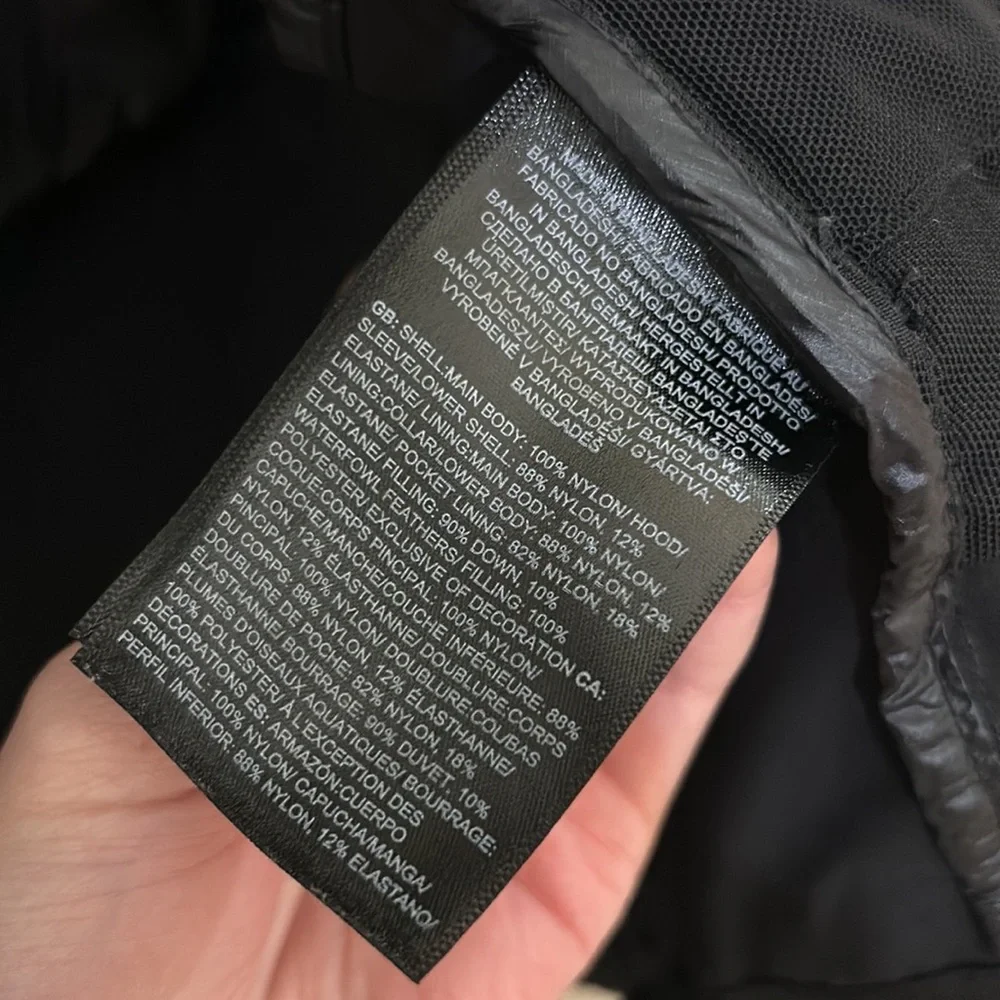 MADE IN BANGLADESH/ FABRIQUÉ AU
BANGLADESH/ FABRICADO EN BANGLADÉS/
FABRICADO NO BANGLADESH/ PRODOTTO
IN BANGLADESH/ HERGESTELLT IN
BANGLADESCH/ GEMAAKT IN BANGLADESH/
СДЕЛАНО В БАНГЛАДЕШ/ BANGLADEŞ'TE
ÜRETİLMİŞTİR/ ΚΑΤΑΣΚΕΥΑΖΕΤΑΙ ΣΤΟ
ΜΠΑΓΚΛΑΝΤΕΣ/ WYPRODUKOWANO W
BANGLADESZU/ VYROBENO V BANGLADÉŠI/
VYROBENÉ V BANGLADÉŠI/ GYÁRTVA:
BANGLADÉS
GB: SHELL:MAIN BODY: 100% NYLON/ HOOD/
SLEEVE/LOWER SHELL: 88% NYLON, 12%
ELASTANE/ LINING:MAIN BODY: 100% NYLON/
LINING:COLLAR/LOWER BODY: 88% NYLON, 12%
ELASTANE/ POCKET LINING: 82% NYLON, 18%
ELASTANE/ FILLING: 90% DOWN, 10%
WATERFOWL FEATHERS/ FILLING: 100%
POLYESTER/ EXCLUSIVE OF DECORATION CA:
COQUE:CORPS PINCIPAL, 100% NYLON/
CAPUCHE/MANCHE/COUCHE INFÉRIEURE: 88%
NYLON, 12% ÉLASTHANNE/ DOUBLURE:CORPS
PINCIPAL: 100% NYLON/ DOUBLURE:COL/BAS
DU CORPS: 88% NYLON, 12% ÉLASTHANNE/
DOUBLURE DE POCHE: 82% NYLON, 18%
ÉLASTHANNE/ BOURRAGE: 90% DUVET, 10%
PLUMES D'OISEAUX AQUATIQUES/ BOURRAGE:
100% POLYESTER/ À L'EXCEPTION DES
DÉCORATIONS ES: ARMAZÓN:CUERPO
PRINCIPAL 100% NYLON/ CAPUCHA/MANGA/
PERFIL INFERIOR: 88% NYLON, 12% ELASTANO/